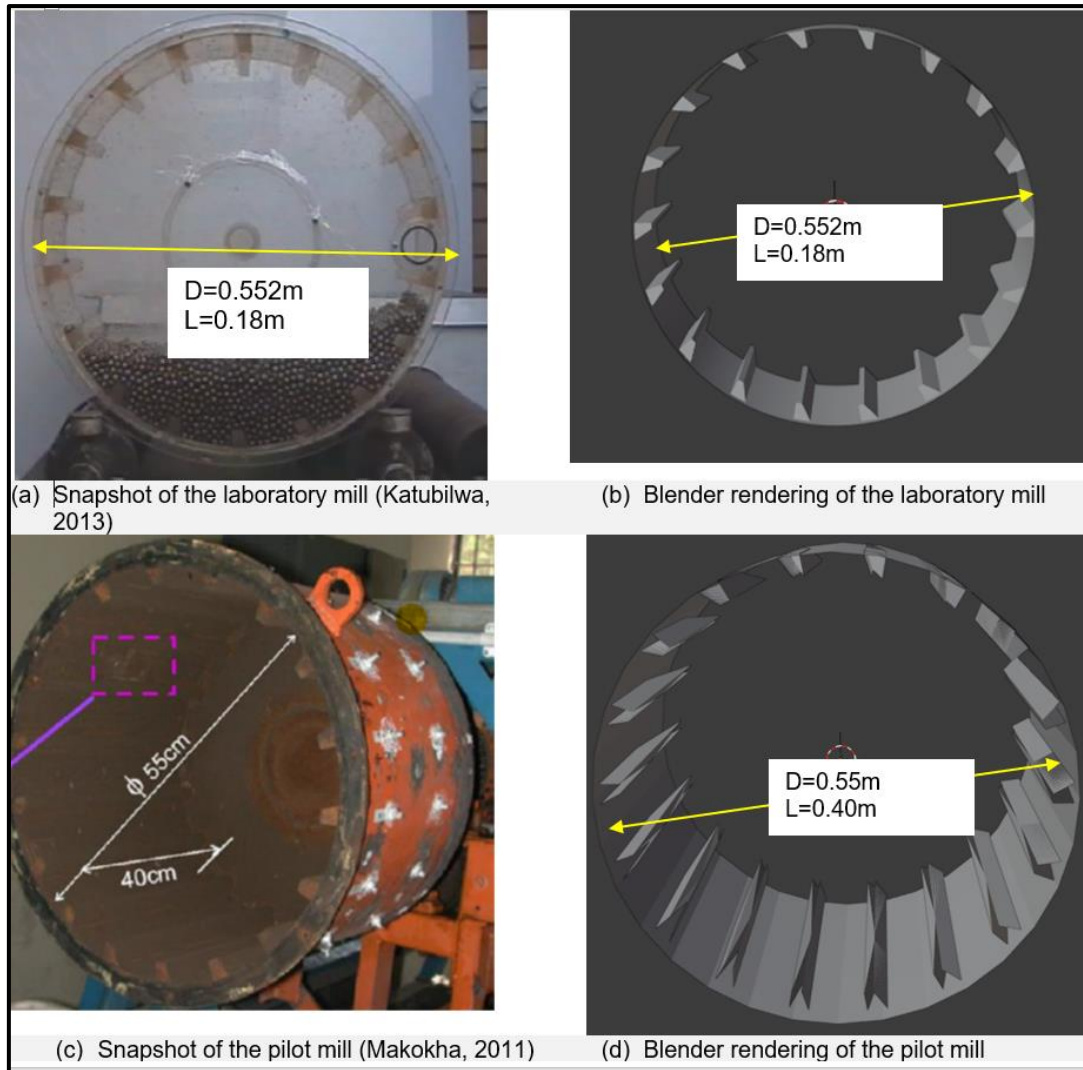 D=0.552m
L=0.18m
D=0.552m
L=0.18m
(a) Snapshot of the laboratory mill (Katubilwa,
2013)
(b) Blender rendering of the laboratory mill
ϕ 55cm
40cm
D=0.55m
L=0.40m
(c) Snapshot of the pilot mill (Makokha, 2011)
(d) Blender rendering of the pilot mill